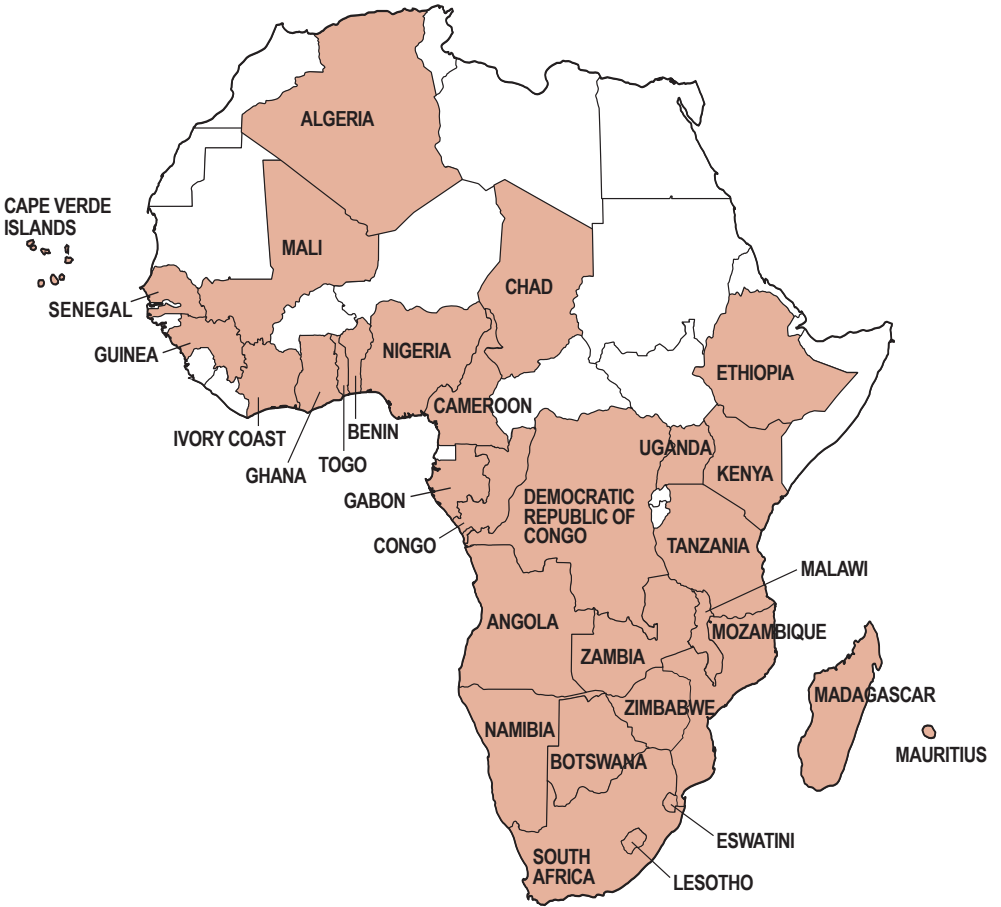 ALGERIA
CAPE VERDE
ISLANDS
MALI
CHAD
SENEGAL
GUINEA
NIGERIA
ETHIOPIA
CAMEROON
IVORY COAST
BENIN
UGANDA
TOGO
GHANA
KENYA
GABON
DEMOCRATIC
REPUBLIC OF
CONGO
CONGO
TANZANIA
MALAWI
ANGOLA
MOZAMBIQUE
ZAMBIA
MADAGASCAR
ZIMBABWE
NAMIBIA
MAURITIUS
BOTSWANA
ESWATINI
SOUTH
AFRICA
LESOTHO